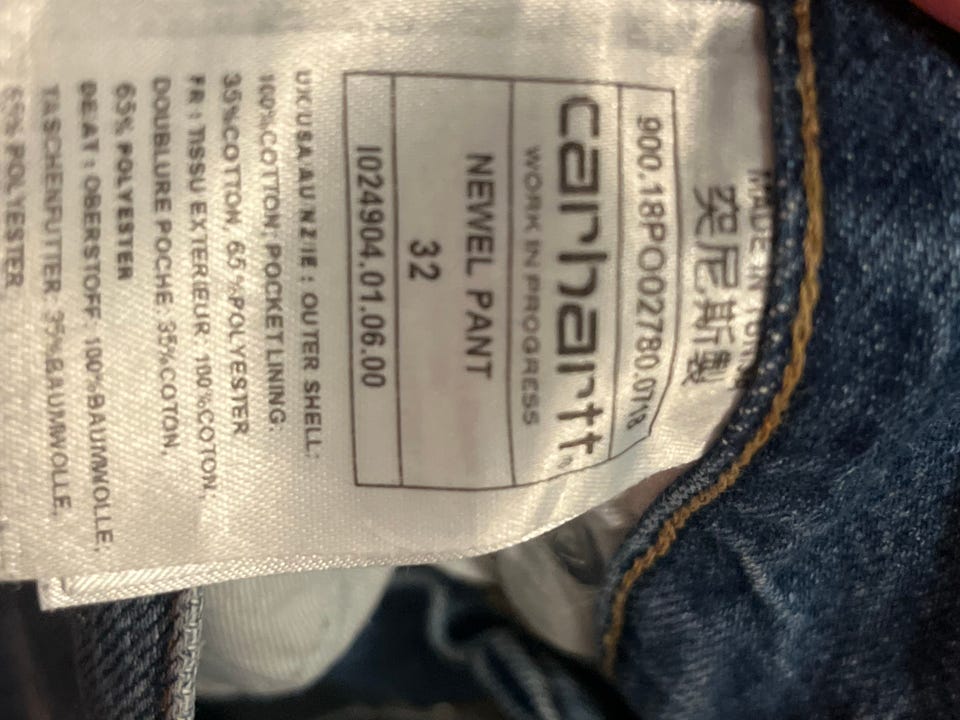 MADE IN
突尼斯製
900.18PO002780.0718
carhartt®
WORK IN PROGRESS
NEWEL PANT
32
I024904.01.06.00
UK/USA/AU/NZ/IE : OUTER SHELL:
100%COTTON, POCKET LINING:
35%COTTON, 65%POLYESTER
FR : TISSU EXTERIEUR: 100%COTON,
DOUBLURE POCHE: 35%COTON,
65% POLYESTER
DE/AT : OBERSTOFF: 100%BAUMWOLLE,
TASCHENFUTTER: 35%BAUMWOLLE,
65% POLYESTER